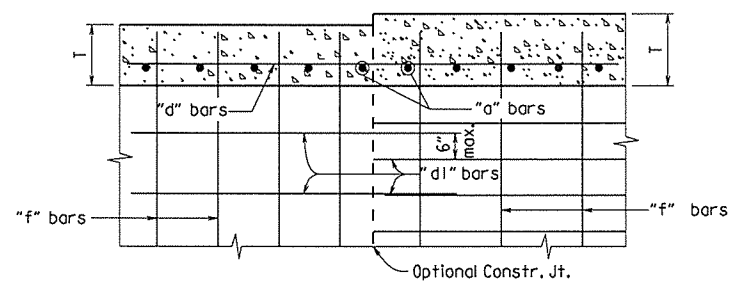 T
T
"d" bars
"a" bars
6"
max.
"d1" bars
"f" bars
"f" bars
Optional Constr. Jt.